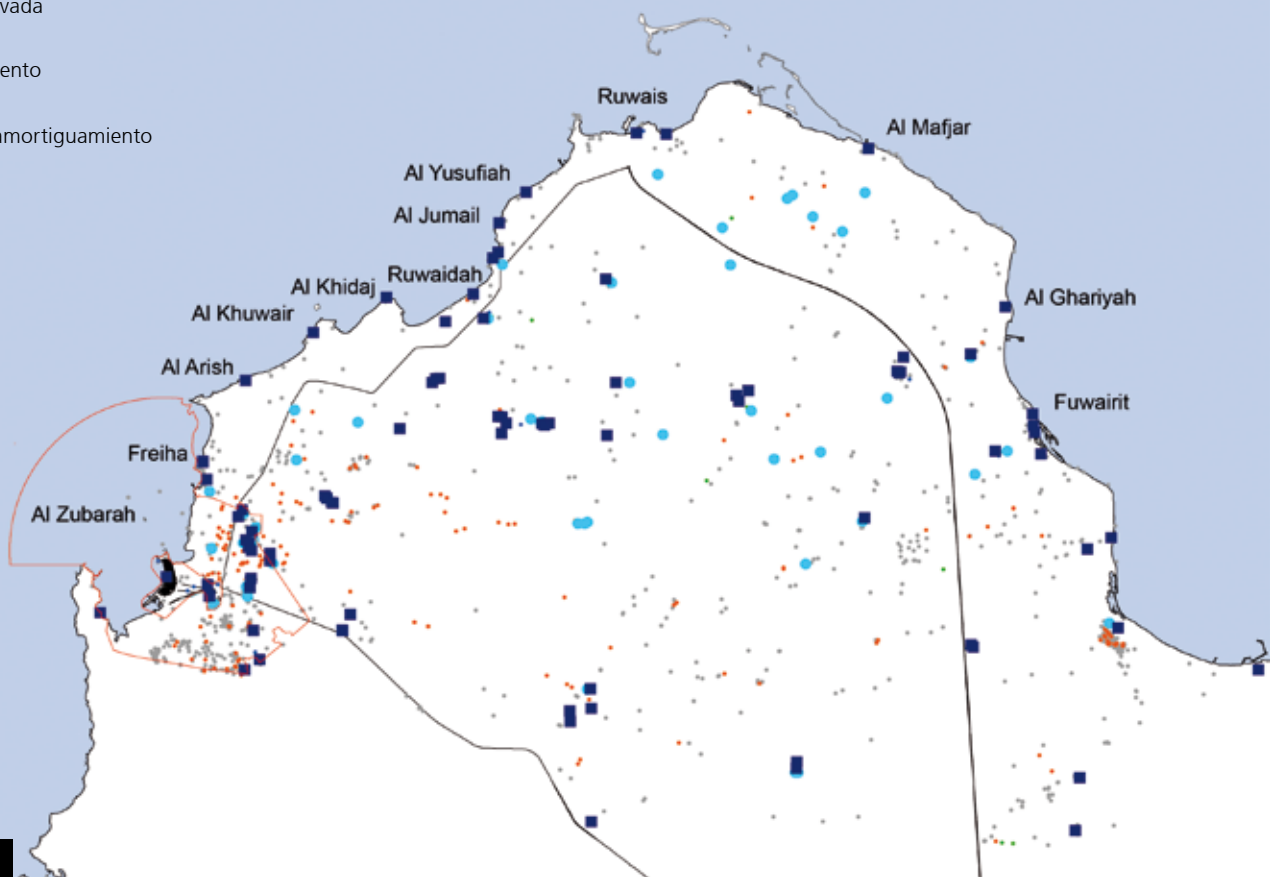 vada
ento
amortiguamiento
Ruwais
Al Mafjar
Al Yusufiah
Al Jumail
Ruwaidah
Al Khidaj
Al Ghariyah
Al Khuwair
Al Arish
Fuwairit
Freiha
Al Zubarah